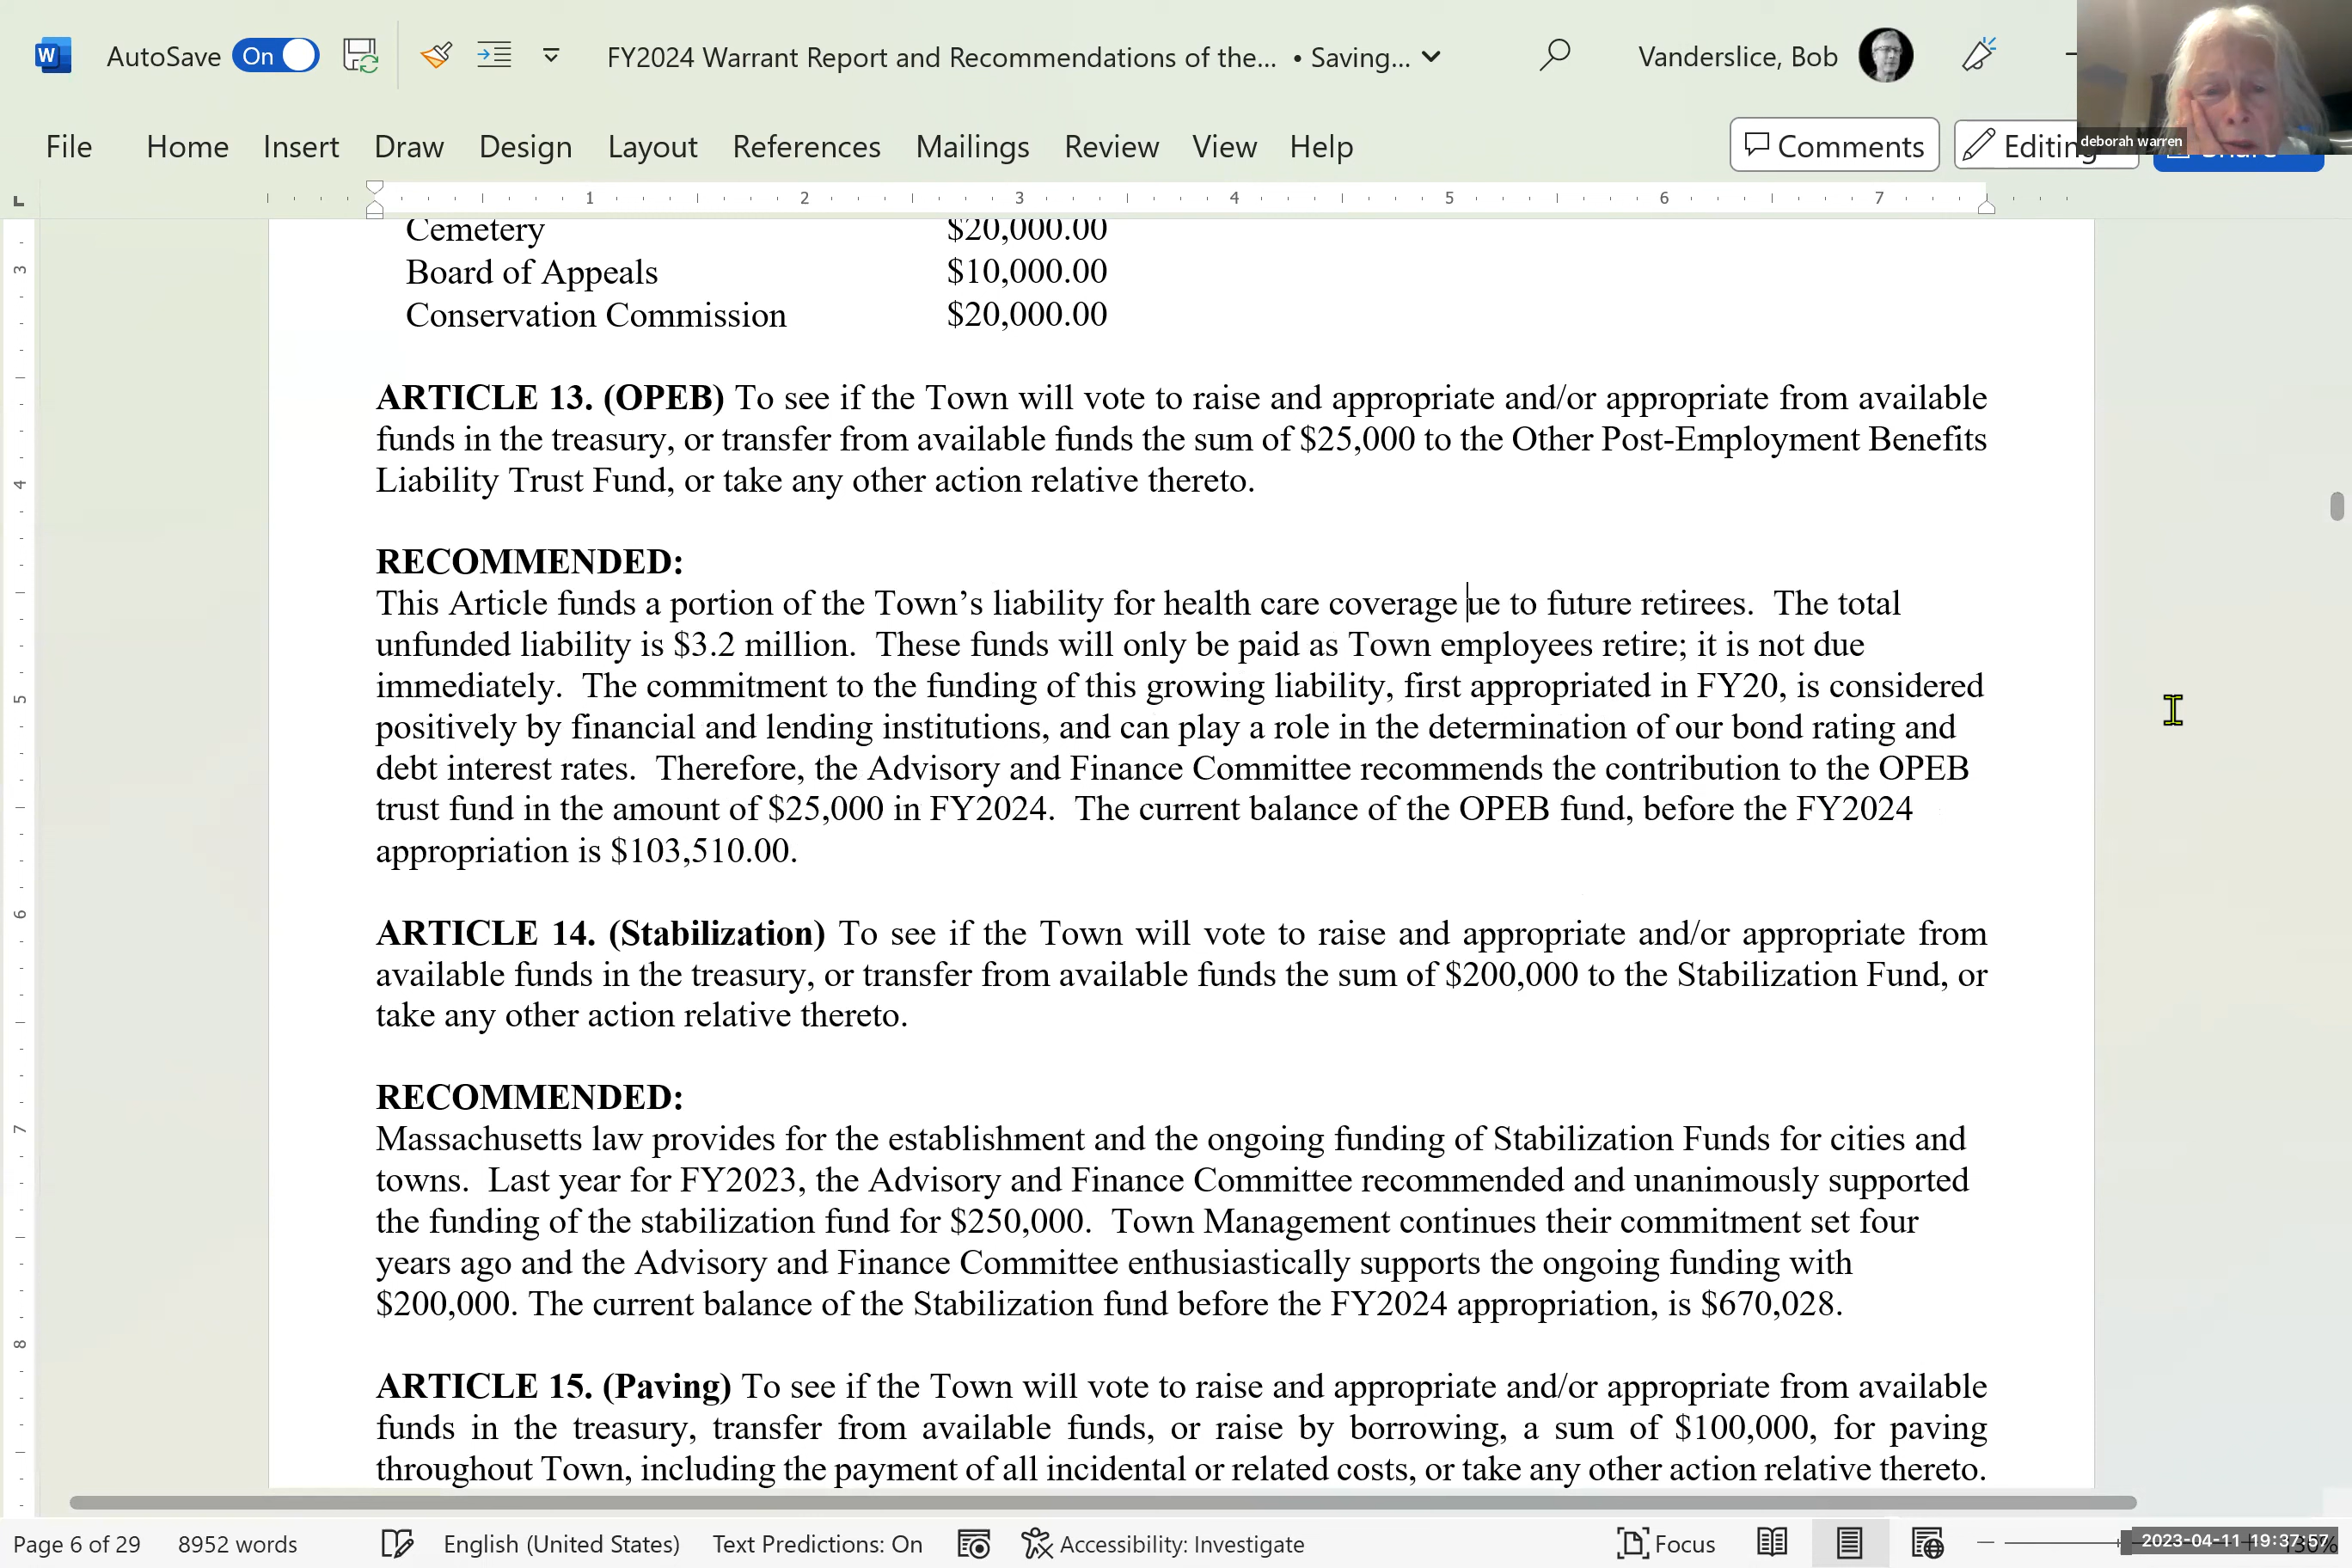 AutoSave On FY2024 Warrant Report and Recommendations of the... • Saving... Vanderslice, Bob
File Home Insert Draw Design Layout References Mailings Review View Help Comments Editing
deborah warren
1 2 3 4 5 6 7
Cemetery $20,000.00
Board of Appeals $10,000.00
Conservation Commission $20,000.00
ARTICLE 13. (OPEB) To see if the Town will vote to raise and appropriate and/or appropriate from available
funds in the treasury, or transfer from available funds the sum of $25,000 to the Other Post-Employment Benefits
Liability Trust Fund, or take any other action relative thereto.
RECOMMENDED:
This Article funds a portion of the Town’s liability for health care coverage ue to future retirees. The total
unfunded liability is $3.2 million. These funds will only be paid as Town employees retire; it is not due
immediately. The commitment to the funding of this growing liability, first appropriated in FY20, is considered
positively by financial and lending institutions, and can play a role in the determination of our bond rating and
debt interest rates. Therefore, the Advisory and Finance Committee recommends the contribution to the OPEB
trust fund in the amount of $25,000 in FY2024. The current balance of the OPEB fund, before the FY2024
appropriation is $103,510.00.
ARTICLE 14. (Stabilization) To see if the Town will vote to raise and appropriate and/or appropriate from
available funds in the treasury, or transfer from available funds the sum of $200,000 to the Stabilization Fund, or
take any other action relative thereto.
RECOMMENDED:
Massachusetts law provides for the establishment and the ongoing funding of Stabilization Funds for cities and
towns. Last year for FY2023, the Advisory and Finance Committee recommended and unanimously supported
the funding of the stabilization fund for $250,000. Town Management continues their commitment set four
years ago and the Advisory and Finance Committee enthusiastically supports the ongoing funding with
$200,000. The current balance of the Stabilization fund before the FY2024 appropriation, is $670,028.
ARTICLE 15. (Paving) To see if the Town will vote to raise and appropriate and/or appropriate from available
funds in the treasury, transfer from available funds, or raise by borrowing, a sum of $100,000, for paving
throughout Town, including the payment of all incidental or related costs, or take any other action relative thereto.
3
4
5
6
7
8
Page 6 of 29 8952 words English (United States) Text Predictions: On Accessibility: Investigate Focus
2023-04-11 19:37:57